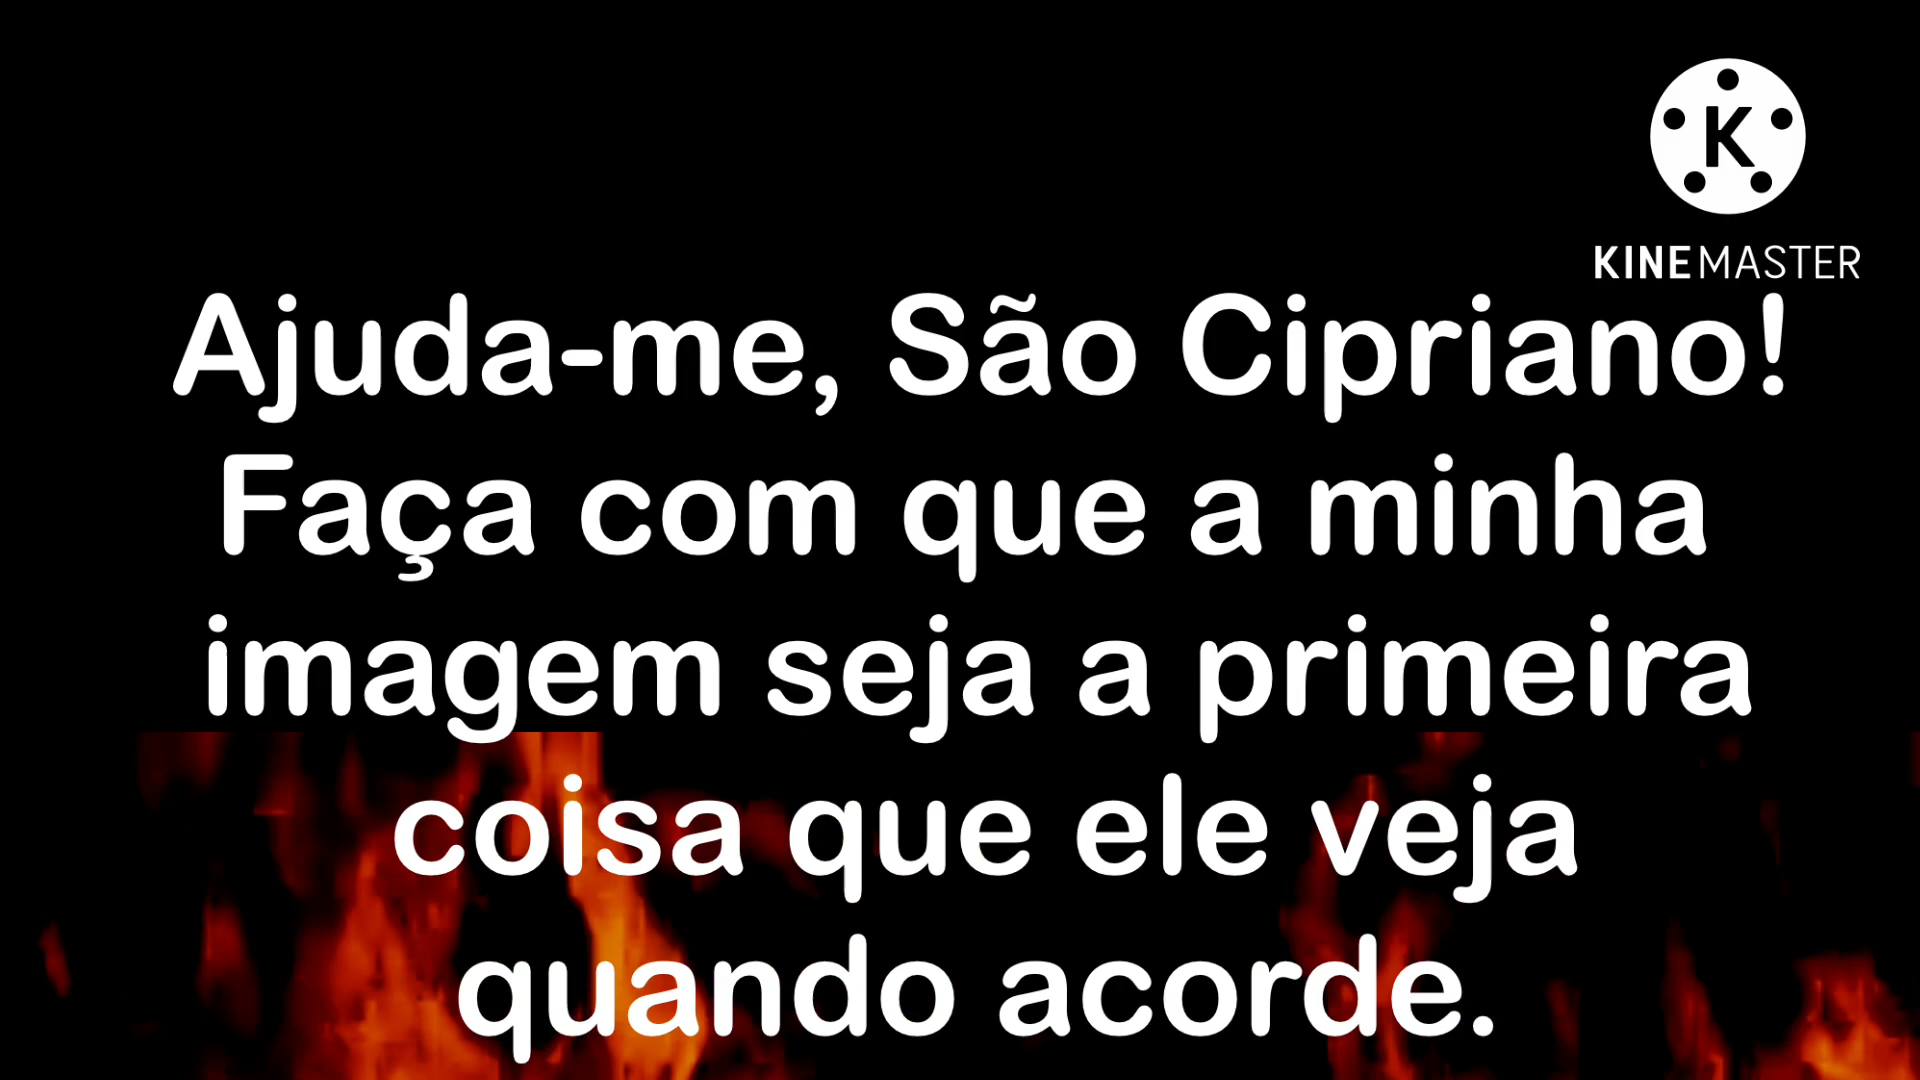 K
KINEMASTER
Ajuda-me, São Cipriano!
Faça com que a minha
imagem seja a primeira
coisa que ele veja
quando acorde.